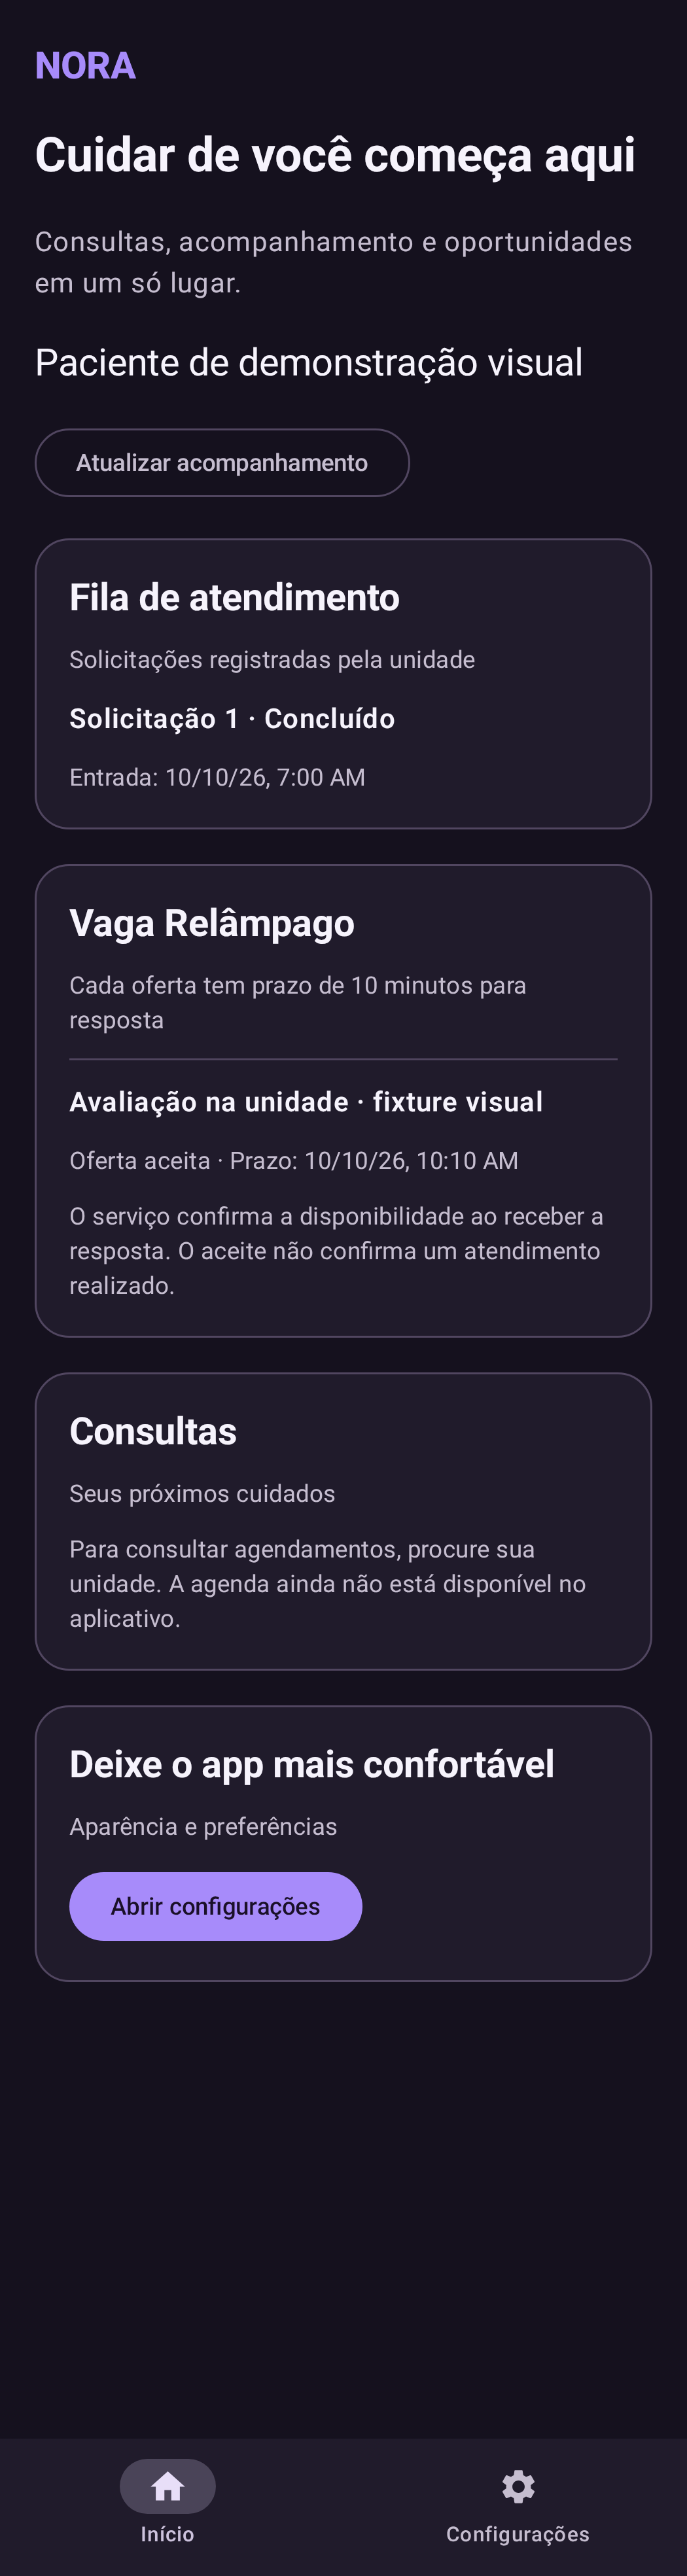 NORA
Cuidar de você começa aqui
Consultas, acompanhamento e oportunidades
em um só lugar.
Paciente de demonstração visual
Atualizar acompanhamento
Fila de atendimento
Solicitações registradas pela unidade
Solicitação 1 · Concluído
Entrada: 10/10/26, 7:00 AM
Vaga Relâmpago
Cada oferta tem prazo de 10 minutos para
resposta
Avaliação na unidade · fixture visual
Oferta aceita · Prazo: 10/10/26, 10:10 AM
O serviço confirma a disponibilidade ao receber a
resposta. O aceite não confirma um atendimento
realizado.
Consultas
Seus próximos cuidados
Para consultar agendamentos, procure sua
unidade. A agenda ainda não está disponível no
aplicativo.
Deixe o app mais confortável
Aparência e preferências
Abrir configurações
Início
Configurações